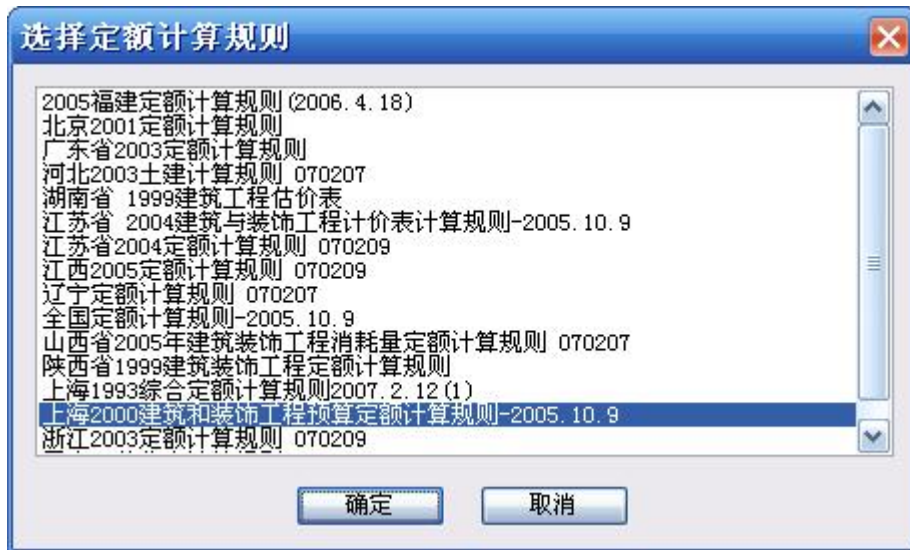 选择定额计算规则
2005福建定额计算规则(2006.4.18)
北京2001定额计算规则
广东省2003定额计算规则
河北2003土建计算规则 070207
湖南省 1999建筑工程估价表
江苏省 2004建筑与装饰工程计价表计算规则-2005.10.9
江苏省2004定额计算规则 070209
江西2005定额计算规则 070209
辽宁定额计算规则 070207
全国定额计算规则-2005.10.9
山西省2005年建筑装饰工程消耗量定额计算规则 070207
陕西省1999建筑装饰工程定额计算规则
上海1993综合定额计算规则2007.2.12(1)
上海2000建筑和装饰工程预算定额计算规则-2005.10.9
浙江2003定额计算规则 070209
确定
取消